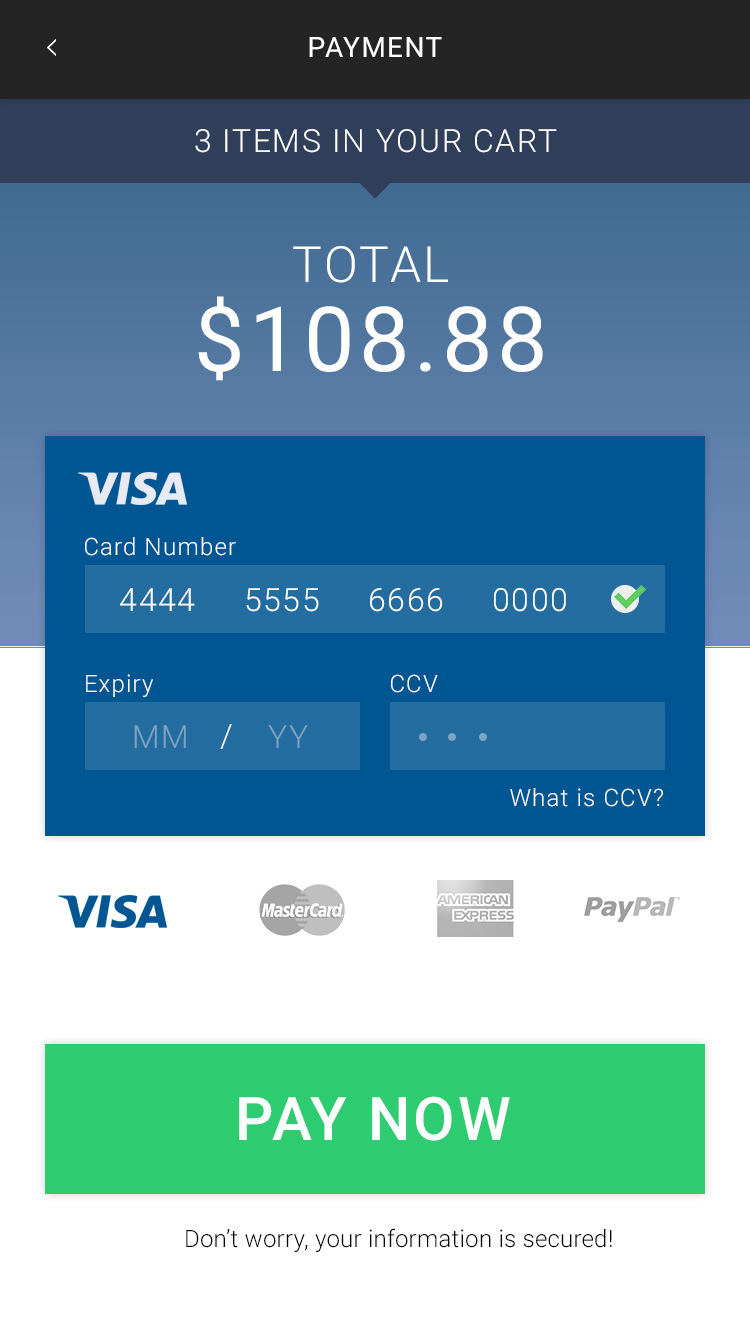 PAYMENT
3 ITEMS IN YOUR CART
TOTAL
$108.88
VISA
Card Number
4444 5555 6666 0000
Expiry CCV
MM / YY • • •
What is CCV?
VISA MasterCard AMERICAN EXPRESS PayPal™
PAY NOW
Don't worry, your information is secured!